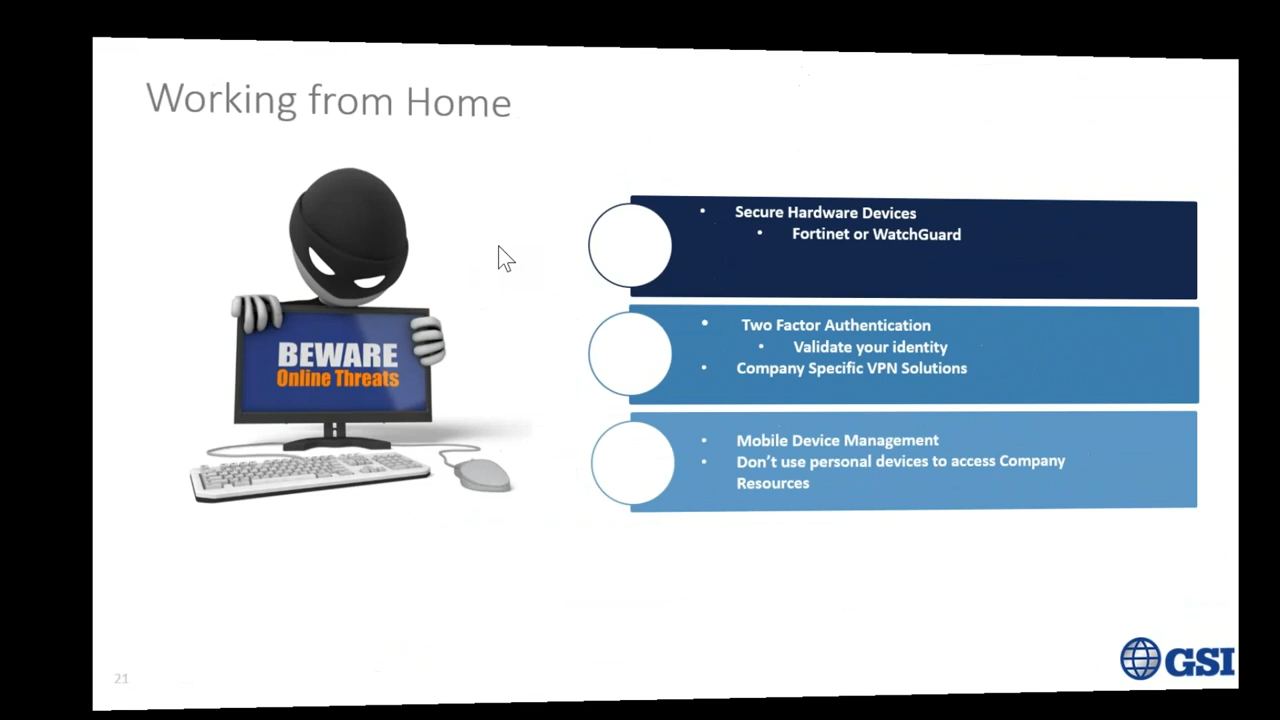 Working from Home
BEWARE
Online Threats
• Secure Hardware Devices
• Fortinet or WatchGuard
• Two Factor Authentication
• Validate your identity
• Company Specific VPN Solutions
• Mobile Device Management
• Don't use personal devices to access Company
Resources
21
GSI